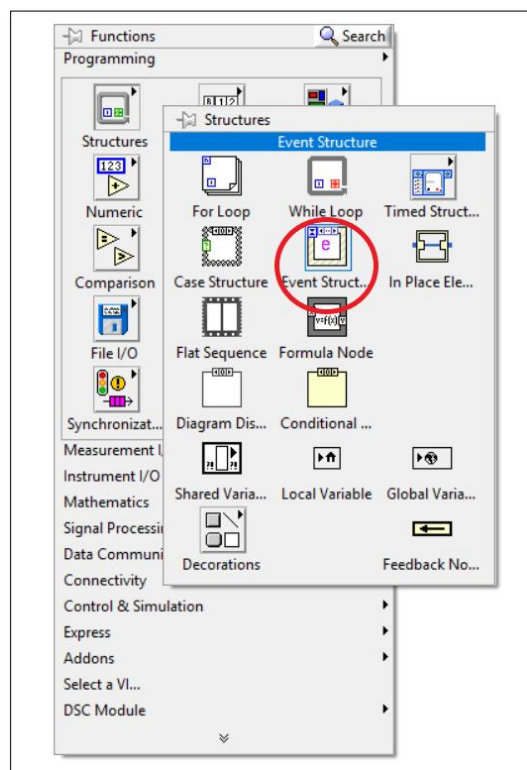 Functions
Search
Programming
Structures
Event Structure
Structures
For Loop
While Loop
Timed Struct...
Numeric
Case Structure
Event Struct...
In Place Ele...
Comparison
Flat Sequence
Formula Node
File I/O
Diagram Dis...
Conditional ...
Synchronizat...
Shared Varia...
Local Variable
Global Varia...
Decorations
Feedback No...
Measurement I
Instrument I/O
Mathematics
Signal Processi
Data Communi
Connectivity
Control & Simulation
Express
Addons
Select a VI...
DSC Module